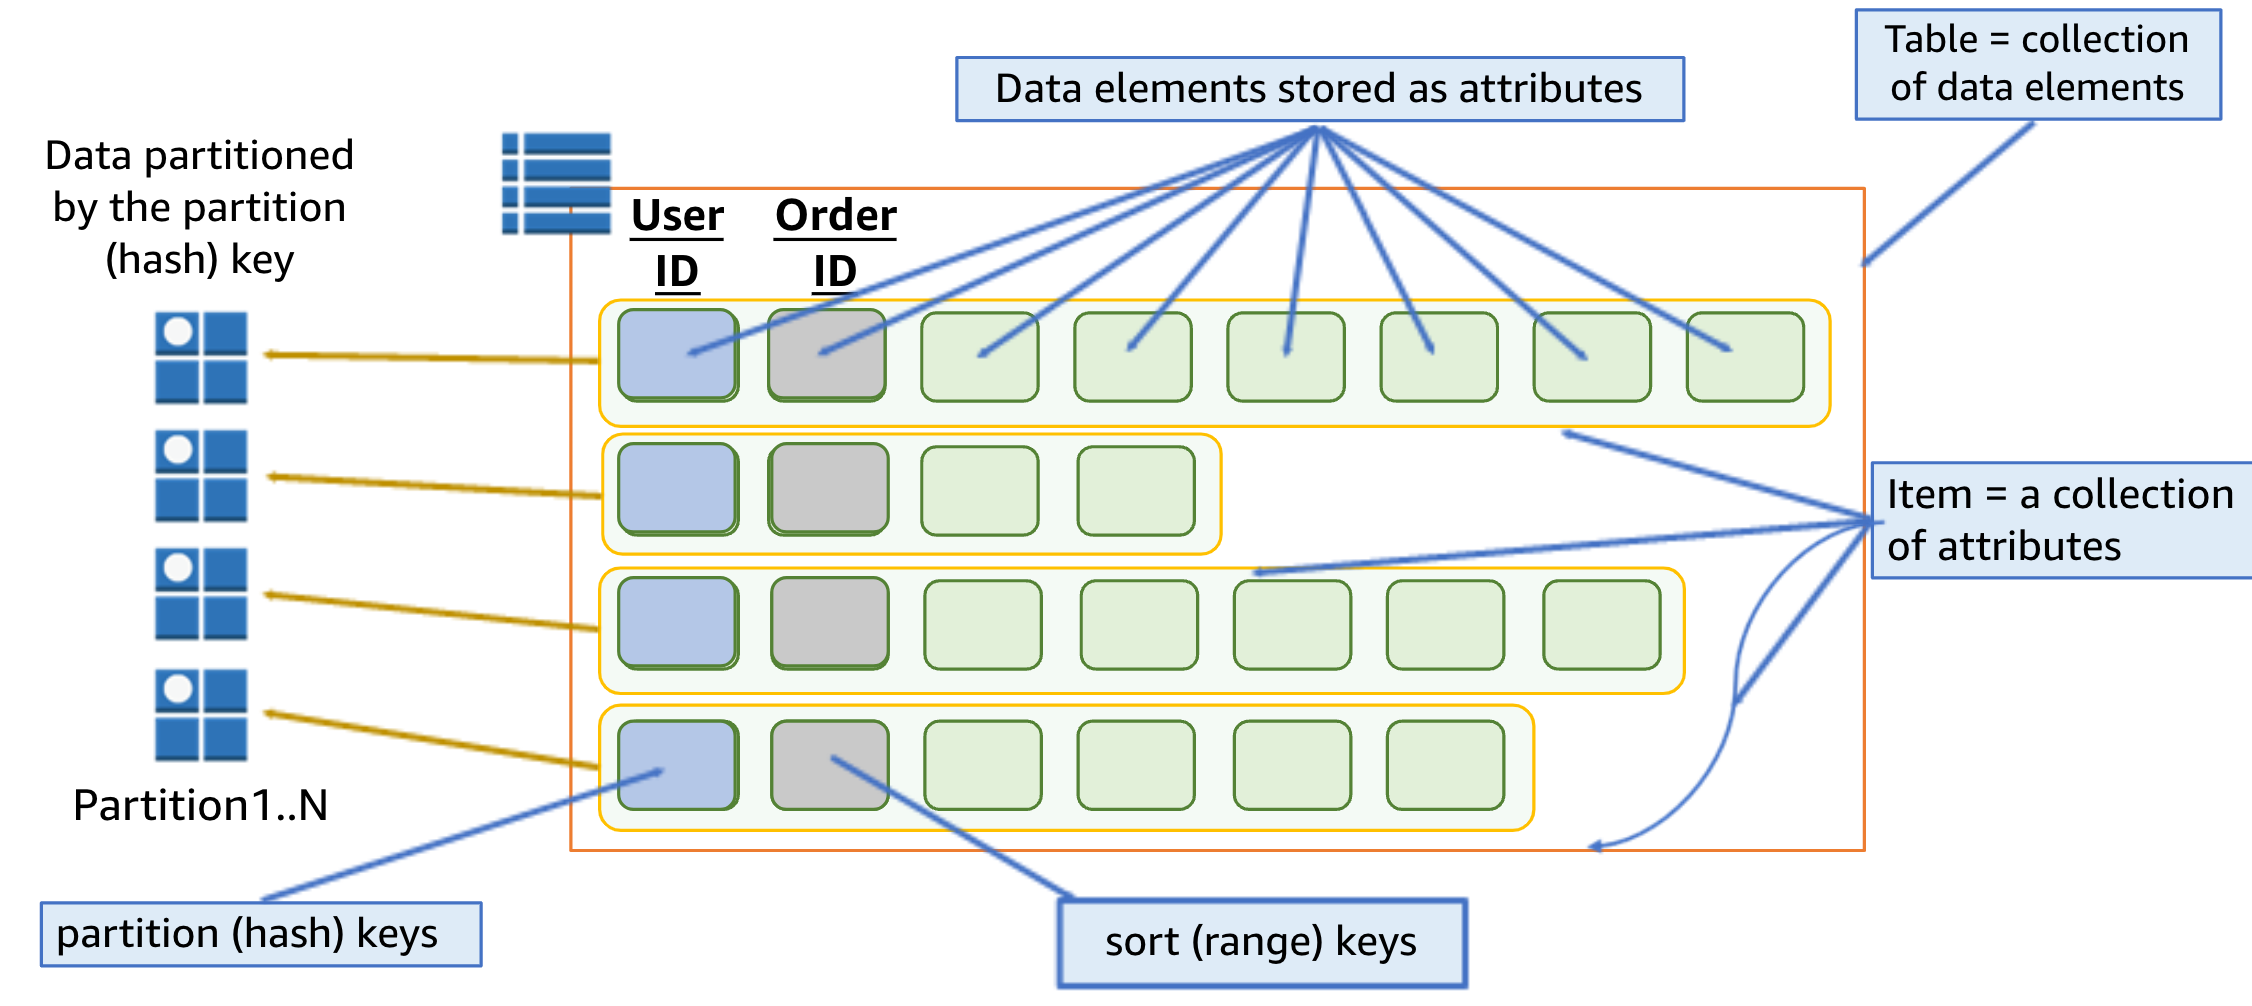 Table = collection
of data elements
Data elements stored as attributes
Data partitioned
by the partition
(hash) key
User
ID
Order
ID
Item = a collection
of attributes
Partition1..N
partition (hash) keys
sort (range) keys